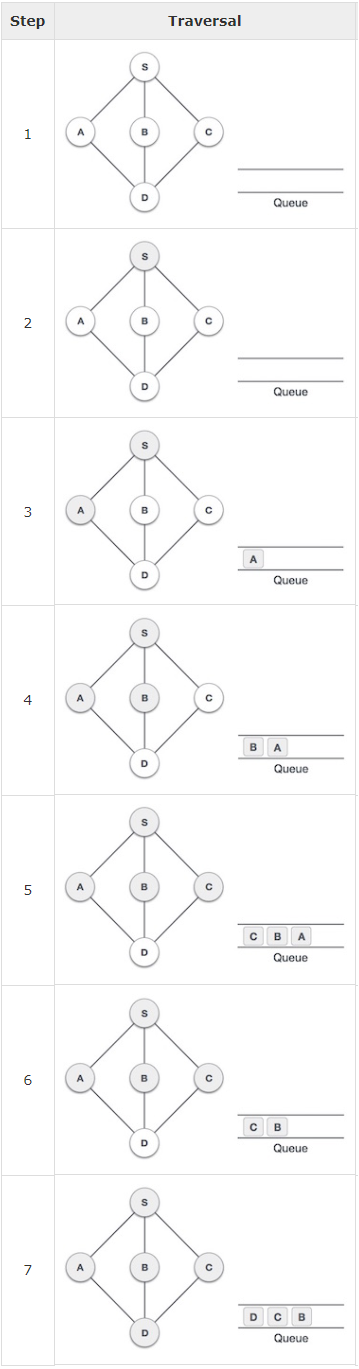 Step Traversal
S
1 A B C
D
Queue
S
2 A B C
D
Queue
S
3 A B C
A
D
Queue
S
4 A B C
B A
D
Queue
S
5 A B C
C B A
D
Queue
S
6 A B C
C B
D
Queue
S
7 A B C
D C B
D
Queue